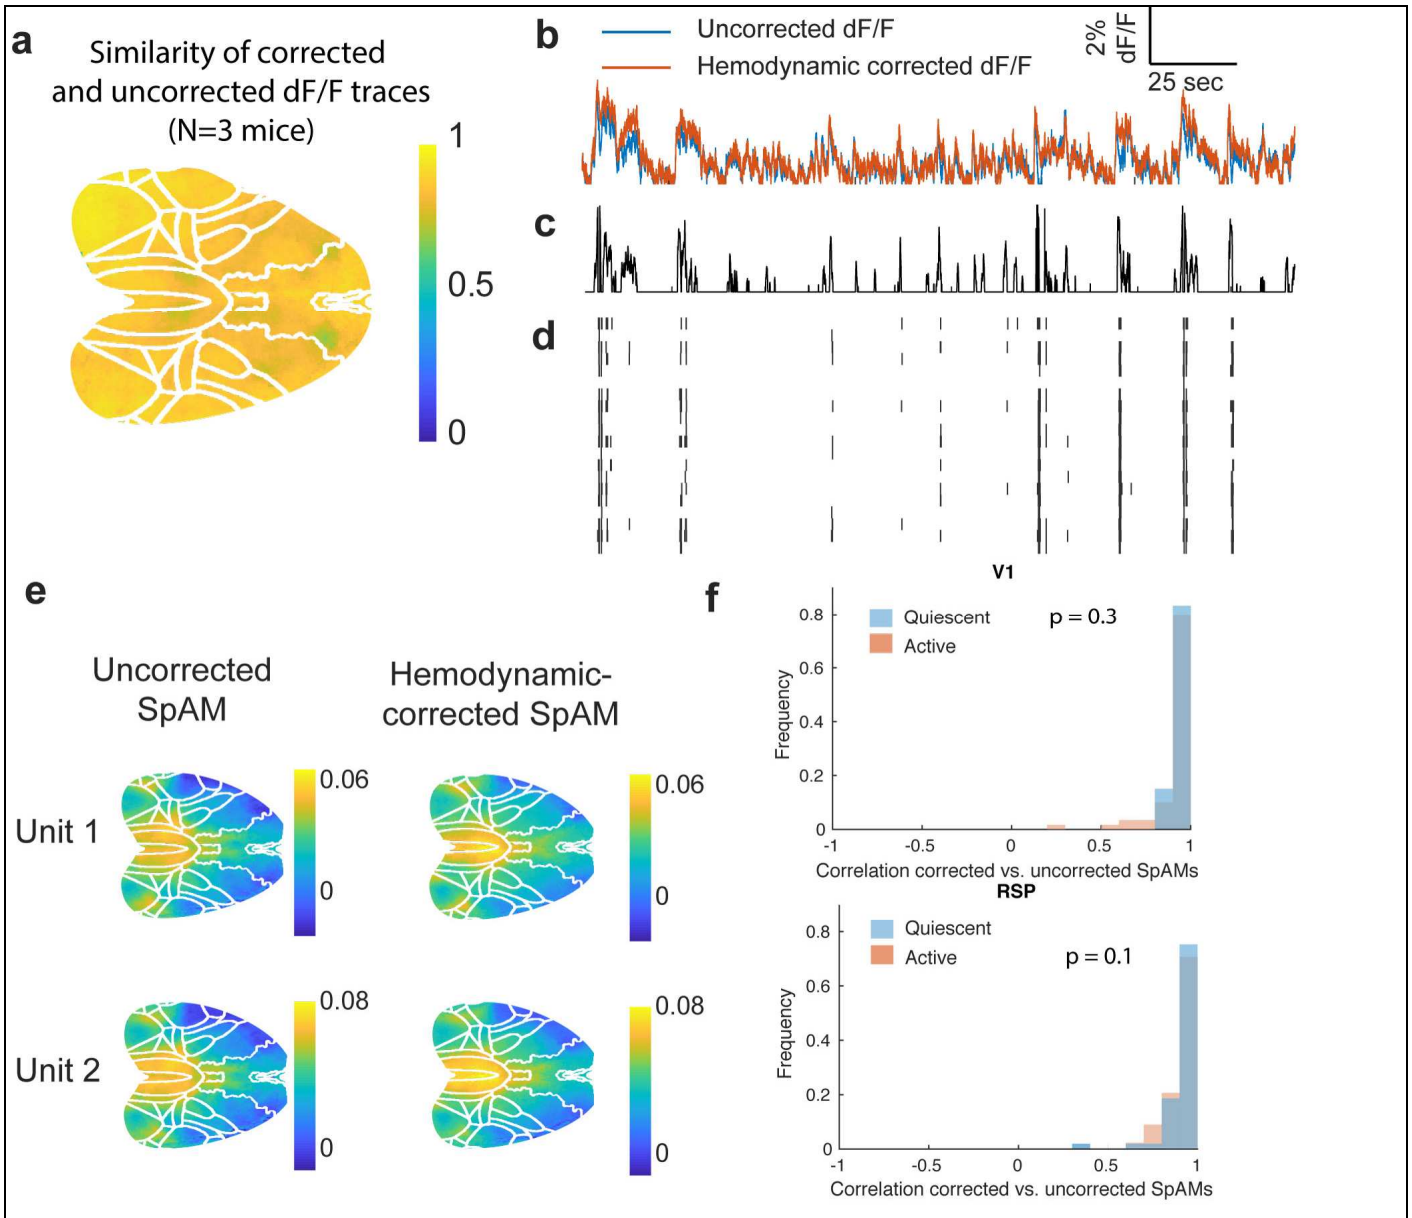 a
Similarity of corrected
and uncorrected dF/F traces
(N=3 mice)
1
0.5
0
b
Uncorrected dF/F
Hemodynamic corrected dF/F
2%
dF/F
25 sec
c
d
e
Uncorrected
SpAM
Hemodynamic-
corrected SpAM
Unit 1
0.06
0
0.06
0
Unit 2
0.08
0
0.08
0
f
V1
Quiescent
Active
p = 0.3
Frequency
0.8
0.6
0.4
0.2
0
-1 -0.5 0 0.5 1
Correlation corrected vs. uncorrected SpAMs
RSP
Quiescent
Active
p = 0.1
Frequency
0.8
0.6
0.4
0.2
0
-1 -0.5 0 0.5 1
Correlation corrected vs. uncorrected SpAMs